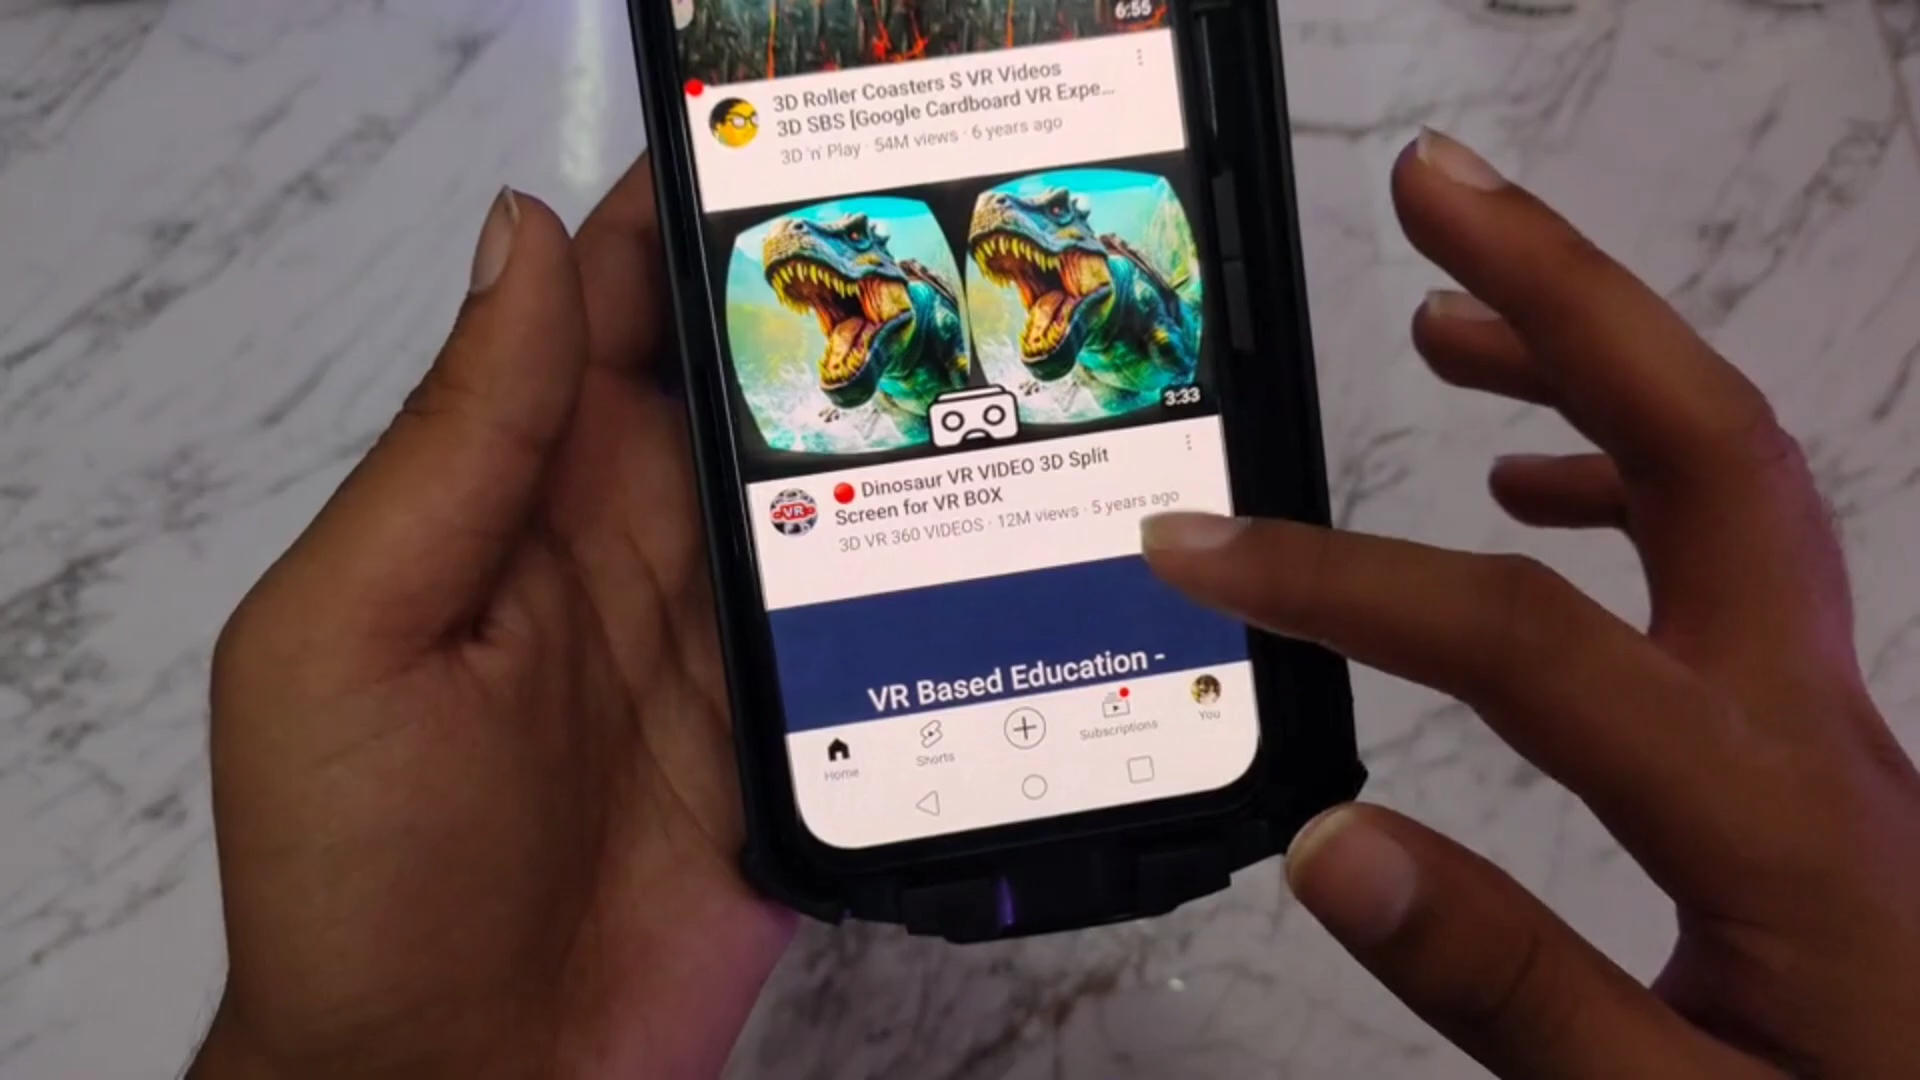 6:55
3D Roller Coasters S VR Videos
3D SBS [Google Cardboard VR Expe...
3D 'n' Play · 54M views · 6 years ago
3:33
VR
🔴 Dinosaur VR VIDEO 3D Split
Screen for VR BOX
3D VR 360 VIDEOS · 12M views · 5 years ago
VR Based Education -
Home
Shorts
Subscriptions
You